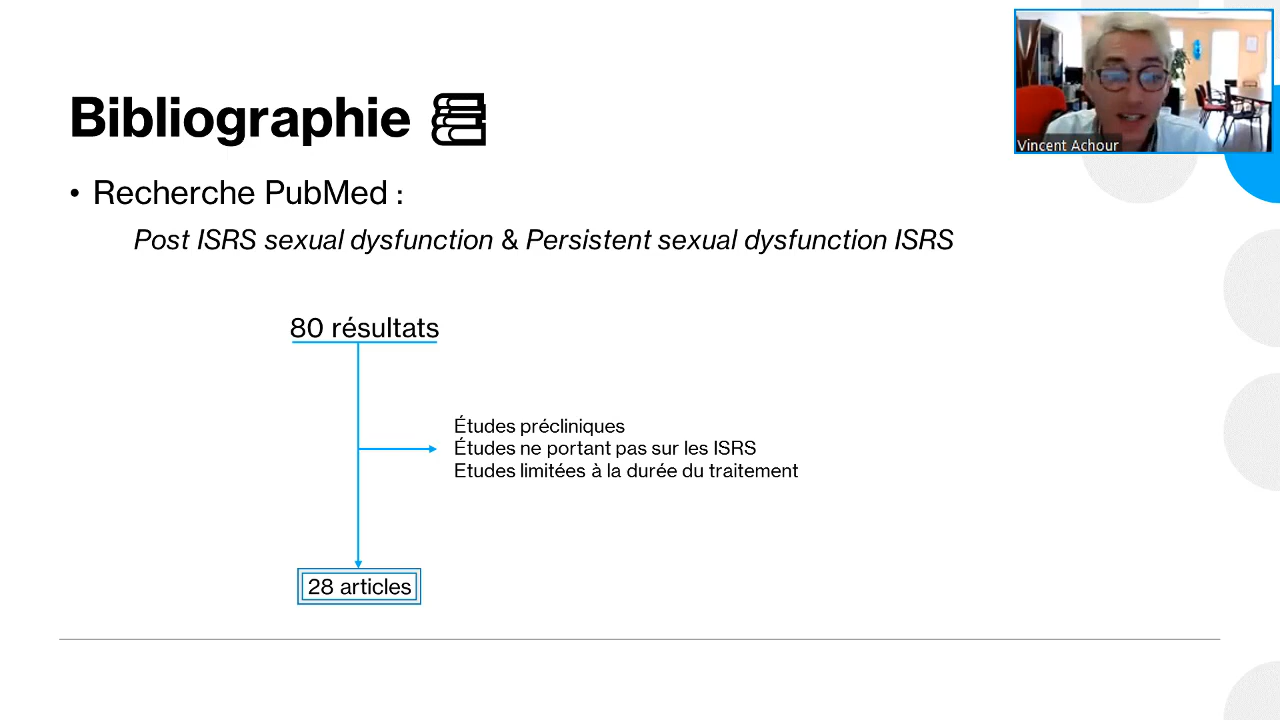 Bibliographie
Vincent Achour
• Recherche PubMed :
Post ISRS sexual dysfunction & Persistent sexual dysfunction ISRS
80 résultats
Études précliniques
Études ne portant pas sur les ISRS
Etudes limitées à la durée du traitement
28 articles